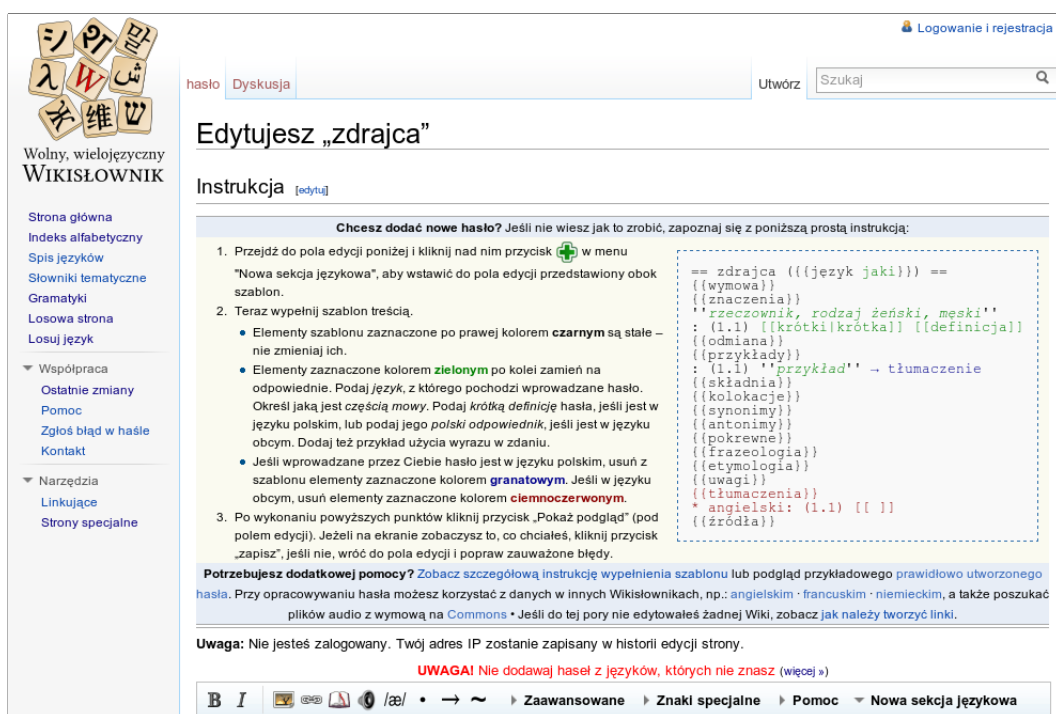 Logowanie i rejestracja
シ 말
λ W ش
维 ש
Wolny, wielojęzyczny
WIKISŁOWNIK
hasło Dyskusja
Utwórz Szukaj
Edytujesz „zdrajca”
Instrukcja [edytuj]
Strona główna
Indeks alfabetyczny
Spis języków
Słowniki tematyczne
Gramatyki
Losowa strona
Losuj język
Współpraca
Ostatnie zmiany
Pomoc
Zgłoś błąd w haśle
Kontakt
Narzędzia
Linkujące
Strony specjalne
Chcesz dodać nowe hasło? Jeśli nie wiesz jak to zrobić, zapoznaj się z poniższą prostą instrukcją:
1. Przejdź do pola edycji poniżej i kliknij nad nim przycisk w menu
"Nowa sekcja językowa", aby wstawić do pola edycji przedstawiony obok
szablon.
2. Teraz wypełnij szablon treścią.
• Elementy szablonu zaznaczone po prawej kolorem czarnym są stałe –
nie zmieniaj ich.
• Elementy zaznaczone kolorem zielonym po kolei zamień na
odpowiednie. Podaj język, z którego pochodzi wprowadzane hasło.
Określ jaką jest częścią mowy. Podaj krótką definicję hasła, jeśli jest w
języku polskim, lub podaj jego polski odpowiednik, jeśli jest w języku
obcym. Dodaj też przykład użycia wyrazu w zdaniu.
• Jeśli wprowadzane przez Ciebie hasło jest w języku polskim, usuń z
szablonu elementy zaznaczone kolorem granatowym. Jeśli w języku
obcym, usuń elementy zaznaczone kolorem ciemnoczerwonym.
3. Po wykonaniu powyższych punktów kliknij przycisk „Pokaż podgląd” (pod
polem edycji). Jeżeli na ekranie zobaczysz to, co chciałeś, kliknij przycisk
„zapisz”, jeśli nie, wróć do pola edycji i popraw zauważone błędy.
== zdrajca ({{język jaki}}) ==
{{wymowa}}
{{znaczenia}}
''rzeczownik, rodzaj żeński, męski''
: (1.1) [[krótki|krótka]] [[definicja]]
{{odmiana}}
{{przykłady}}
: (1.1) ''przykład'' → tłumaczenie
{{składnia}}
{{kolokacje}}
{{synonimy}}
{{antonimy}}
{{pokrewne}}
{{frazeologia}}
{{etymologia}}
{{uwagi}}
{{tłumaczenia}}
* angielski: (1.1) [[ ]]
{{źródła}}
Potrzebujesz dodatkowej pomocy? Zobacz szczegółową instrukcję wypełnienia szablonu lub podgląd przykładowego prawidłowo utworzonego
hasła. Przy opracowywaniu hasła możesz korzystać z danych w innych Wikisłownikach, np.: angielskim · francuskim · niemieckim, a także poszukać
plików audio z wymową na Commons • Jeśli do tej pory nie edytowałeś żadnej Wiki, zobacz jak należy tworzyć linki.
Uwaga: Nie jesteś zalogowany. Twój adres IP zostanie zapisany w historii edycji strony.
UWAGA! Nie dodawaj haseł z języków, których nie znasz (więcej »)
B I /æ/ • → ~ Zaawansowane Znaki specjalne Pomoc Nowa sekcja językowa